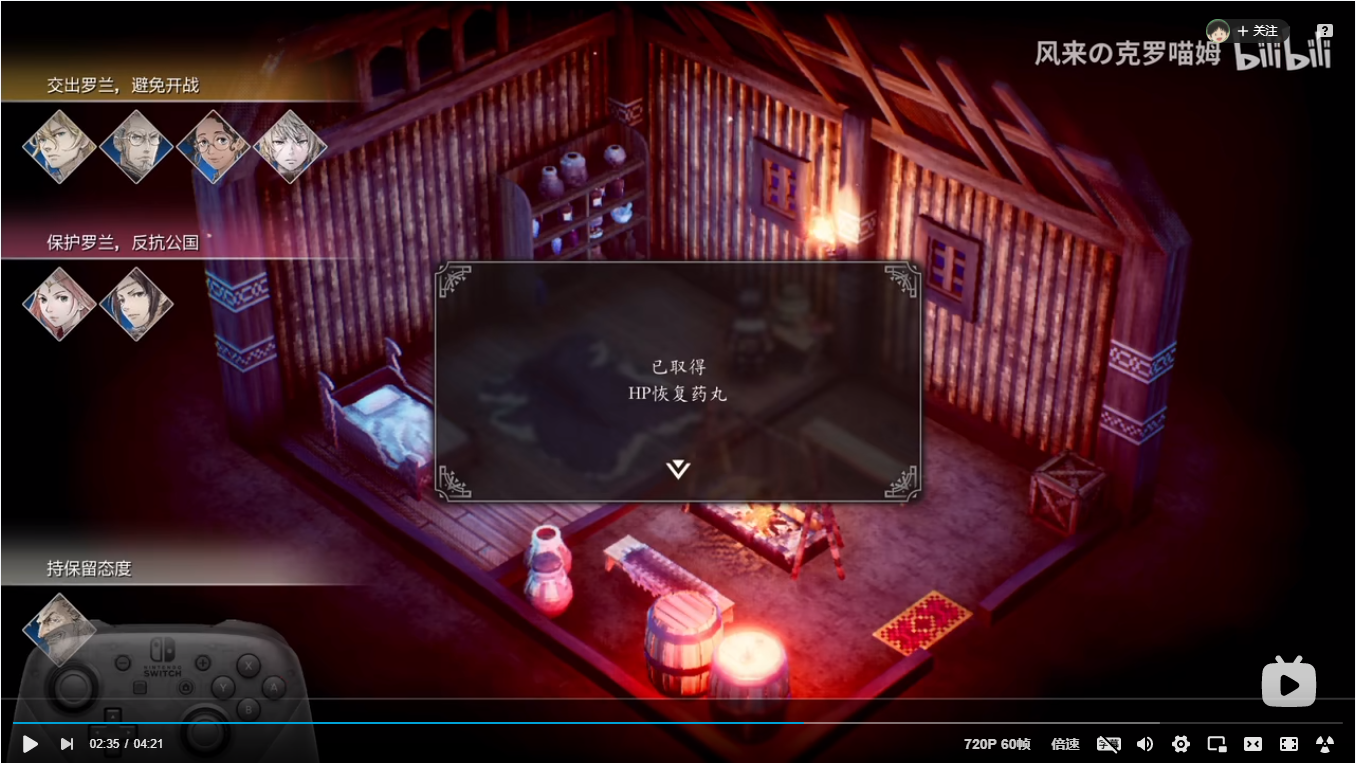 + 关注
?
风来の克罗喵姆 bilibili
交出罗兰，避免开战
保护罗兰，反抗公国
已取得
HP恢复药丸
持保留态度
NINTENDO
SWITCH
X
Y
A
B
02:35 / 04:21
720P 60帧
倍速
字幕